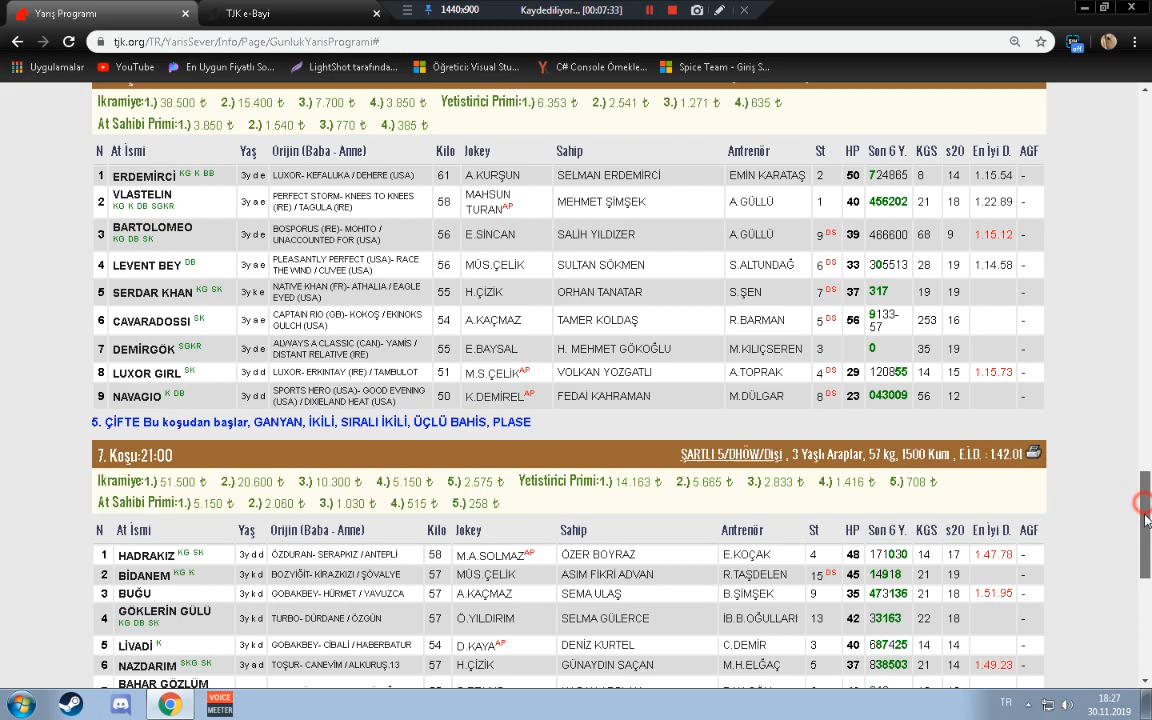 Yarış Programı
TJK e-Bayi
1440x900
Kaydediliyor... [00:07:33]
tjk.org/TR/YarisSever/Info/Page/GunlukYarisProgrami#
Uygulamalar YouTube En Uygun Fiyatlı So... LightShot tarafında... Öğretici: Visual Stu... C# Console Örnekle... Spice Team - Giriş S...
İkramiye:1.) 38.500 ₺ 2.) 15.400 ₺ 3.) 7.700 ₺ 4.) 3.850 ₺ Yetistirici Primi:1.) 6.353 ₺ 2.) 2.541 ₺ 3.) 1.271 ₺ 4.) 635 ₺
At Sahibi Primi:1.) 3.850 ₺ 2.) 1.540 ₺ 3.) 770 ₺ 4.) 385 ₺
N At İsmi Yaş Orijin (Baba - Anne) Kilo Jokey Sahip Antrenör St HP Son 6 Y. KGS s20 En İyi D. AGF
1 ERDEMİRCİ KG K BB 3y d e LUXOR- KEFALUKA / DEHERE (USA) 61 A.KURŞUN SELMAN ERDEMİRCİ EMİN KARATAŞ 2 50 724865 8 14 1.15.54 -
2 VLASTELIN KG K DB SGKR 3y a e PERFECT STORM- KNEES TO KNEES (IRE) / TAGULA (IRE) 58 MAHSUN TURAN AP MEHMET ŞİMŞEK A.GÜLLÜ 1 40 456202 21 18 1.22.89 -
3 BARTOLOMEO KG DB SK 3y d e BOSPORUS (IRE)- MOHITO / UNACCOUNTED FOR (USA) 56 E.SİNCAN SALİH YILDIZER A.GÜLLÜ 9 DS 39 466600 68 9 1.15.12 -
4 LEVENT BEY DB 3y a e PLEASANTLY PERFECT (USA)- RACE THE WIND / CUVEE (USA) 56 MÜS.ÇELİK SULTAN SÖKMEN S.ALTUNDAĞ 6 DS 33 305513 28 19 1.14.58 -
5 SERDAR KHAN KG SK 3y k e NATIVE KHAN (FR)- ATHALIA / EAGLE EYED (USA) 55 H.ÇİZİK ORHAN TANATAR S.ŞEN 7 DS 37 317 19 19 -
6 CAVARADOSSI SK 3y a e CAPTAIN RIO (GB)- KOKOŞ / EKINOKS GULCH (USA) 54 A.KAÇMAZ TAMER KOLDAŞ R.BARMAN 5 DS 56 9133-57 253 16 -
7 DEMİRGÖK SGKR 3y d e ALWAYS A CLASSIC (CAN)- YAMİS / DISTANT RELATIVE (IRE) 55 E.BAYSAL H. MEHMET GÖKOĞLU M.KILIÇSEREN 3 0 35 19 -
8 LUXOR GIRL SK 3y d d LUXOR- ERKINTAY (IRE) / TAMBULOT 51 M.S.ÇELİK AP VOLKAN YOZGATLI A.TOPRAK 4 DS 29 120855 14 15 1.15.73 -
9 NAVAGIO K DB 3y d d SPORTS HERO (USA)- GOOD EVENING (USA) / DIXIELAND HEAT (USA) 50 K.DEMİREL AP FEDAİ KAHRAMAN M.DÜLGAR 8 DS 23 043009 56 12 -
5. ÇİFTE Bu koşudan başlar, GANYAN, İKİLİ, SIRALI İKİLİ, ÜÇLÜ BAHİS, PLASE
7. Koşu:21:00 ŞARTLI 5/DHÖW/Dişi , 3 Yaşlı Araplar, 57 kg, 1500 Kum , E.İ.D. : 1.42.01
İkramiye:1.) 51.500 ₺ 2.) 20.600 ₺ 3.) 10.300 ₺ 4.) 5.150 ₺ 5.) 2.575 ₺ Yetistirici Primi:1.) 14.163 ₺ 2.) 5.665 ₺ 3.) 2.833 ₺ 4.) 1.416 ₺ 5.) 708 ₺
At Sahibi Primi:1.) 5.150 ₺ 2.) 2.060 ₺ 3.) 1.030 ₺ 4.) 515 ₺ 5.) 258 ₺
N At İsmi Yaş Orijin (Baba - Anne) Kilo Jokey Sahip Antrenör St HP Son 6 Y. KGS s20 En İyi D. AGF
1 HADRAKIZ KG SK 3y d d ÖZDURAN- SERAPKIZ / ANTEPLİ 58 M.A.SOLMAZ AP ÖZER BOYRAZ E.KOÇAK 4 48 171030 14 17 1.47.78 -
2 BİDANEM KG K 3y k d BOZYİĞİT- KİRAZKIZI / ŞÖVALYE 57 MÜS.ÇELİK ASIM FİKRİ ADVAN R.TAŞDELEN 15 DS 45 14918 21 19 -
3 BUĞU 3y k d GOBAKBEY- HÜRMET / YAVUZCA 57 A.KAÇMAZ SEMA ULAŞ B.ŞİMŞEK 9 35 473136 21 18 1.51.95 -
4 GÖKLERİN GÜLÜ KG DB SK 3y k d TURBO- DÜRDANE / ÖZGÜN 57 Ö.YILDIRIM SELMA GÜLERCE İB.B.OĞULLARI 13 42 33163 22 18 -
5 LİVADİ K 3y k d GOBAKBEY- CİBALİ / HABERBATUR 54 D.KAYA AP DENİZ KURTEL C.DEMİR 3 40 687425 14 14 -
6 NAZDARIM SKG SK 3y a d TOŞUR- CANEVİM / ALKURUŞ.13 57 H.ÇİZİK GÜNAYDIN SAÇAN M.H.ELGAÇ 5 37 838503 21 14 1.49.23 -
BAHAR GÖZLÜM
VOICE MEETER
TR
18:27
30.11.2019